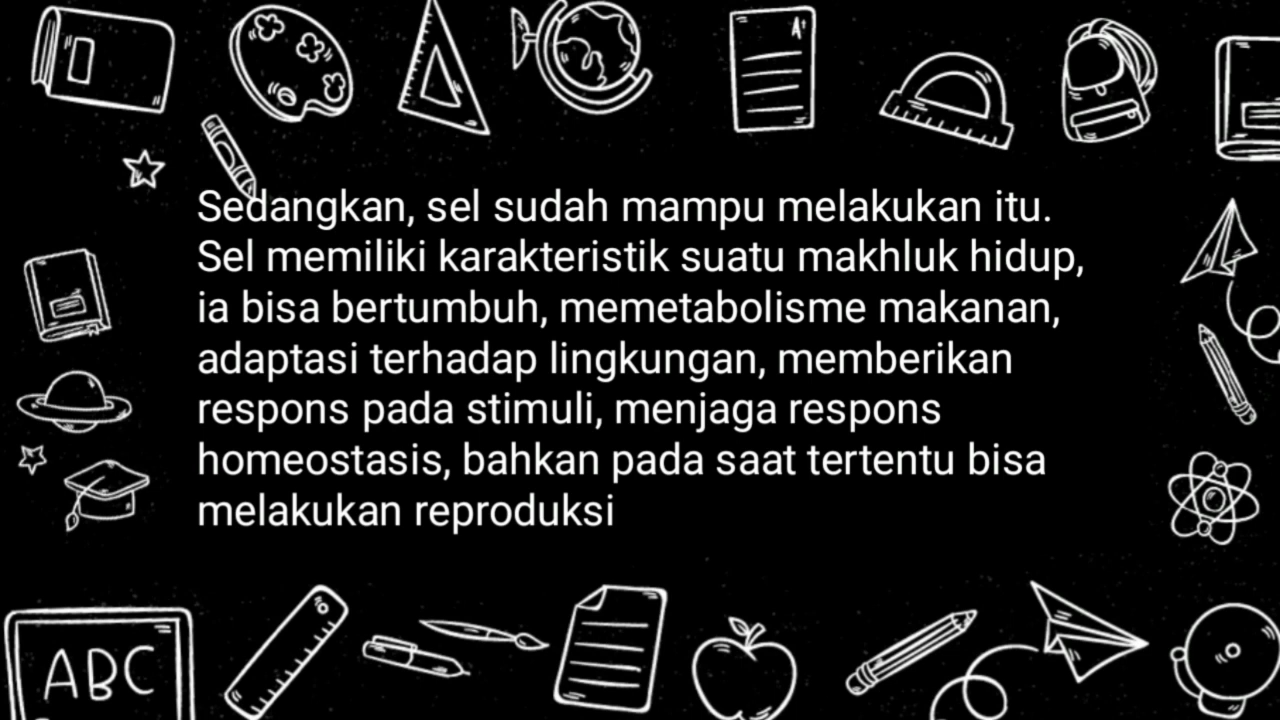 A+
Sedangkan, sel sudah mampu melakukan itu.
Sel memiliki karakteristik suatu makhluk hidup,
ia bisa bertumbuh, memetabolisme makanan,
adaptasi terhadap lingkungan, memberikan
respons pada stimuli, menjaga respons
homeostasis, bahkan pada saat tertentu bisa
melakukan reproduksi
ABC